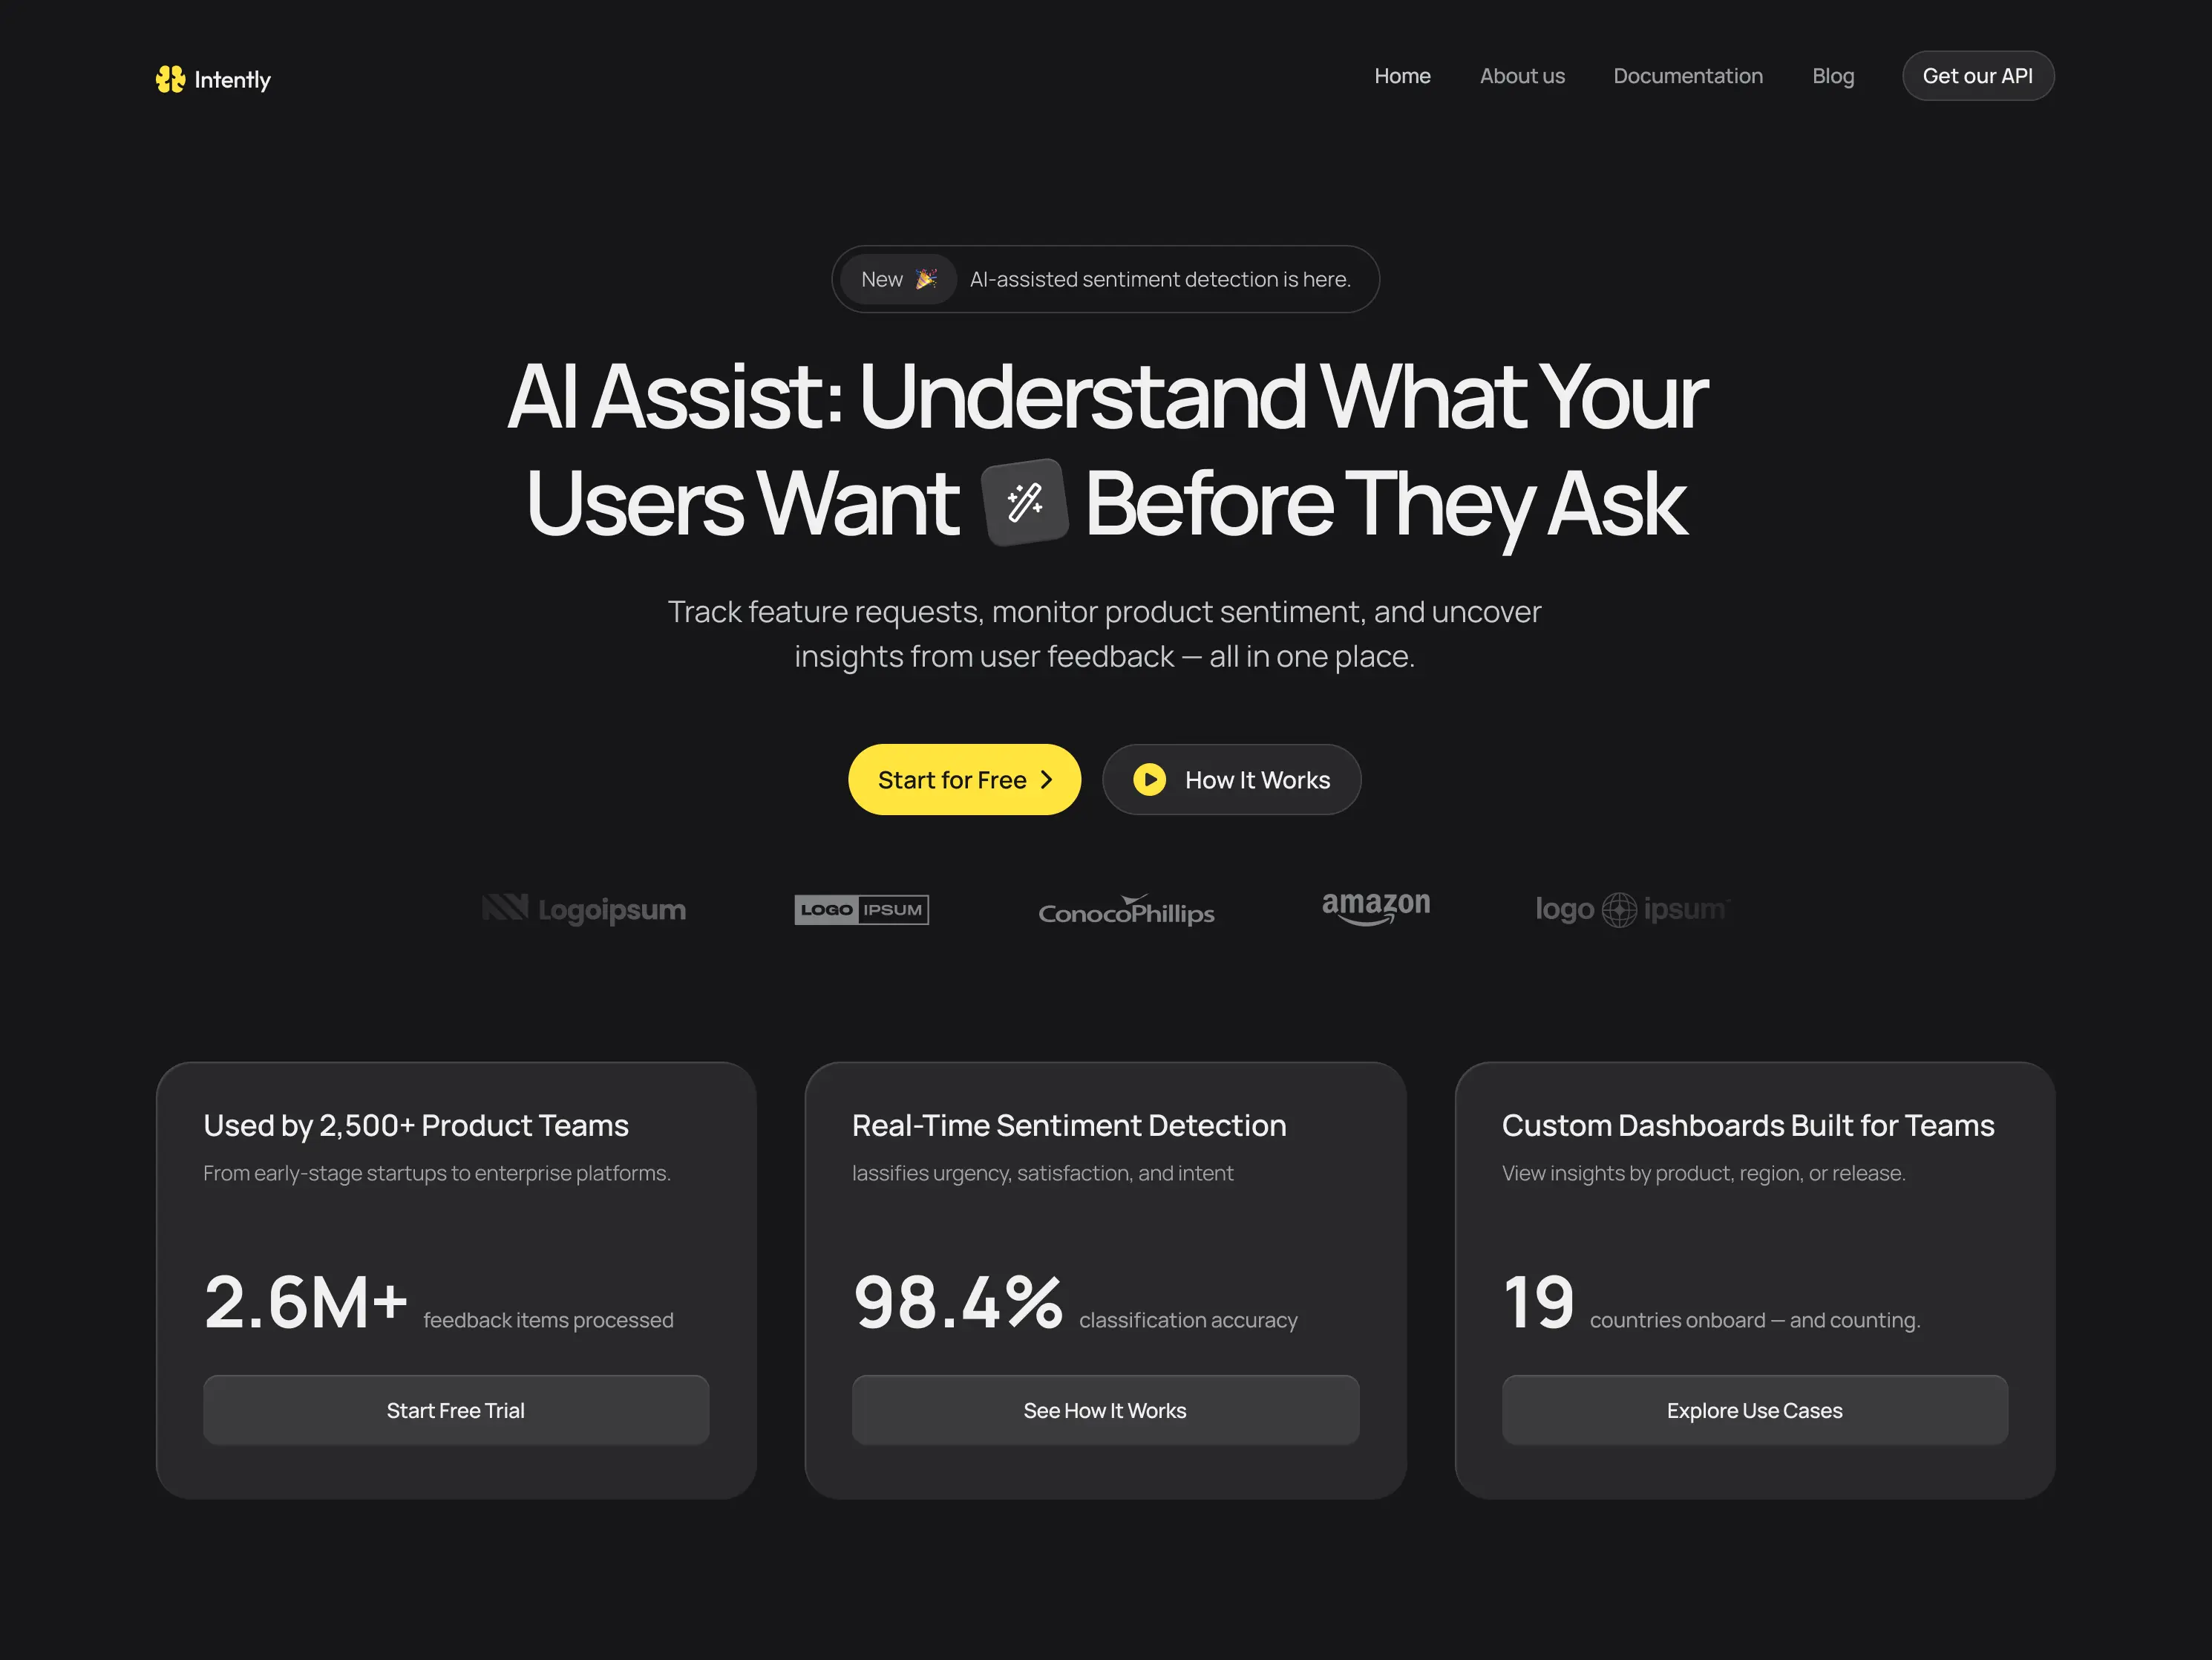 Intently
Home
About us
Documentation
Blog
Get our API
New 🎉 AI-assisted sentiment detection is here.
AI Assist: Understand What Your
Users Want Before They Ask
Track feature requests, monitor product sentiment, and uncover
insights from user feedback — all in one place.
Start for Free
How It Works
Logoipsum
LOGO IPSUM
ConocoPhillips
amazon
logo ipsum
Used by 2,500+ Product Teams
From early-stage startups to enterprise platforms.
2.6M+ feedback items processed
Start Free Trial
Real-Time Sentiment Detection
lassifies urgency, satisfaction, and intent
98.4% classification accuracy
See How It Works
Custom Dashboards Built for Teams
View insights by product, region, or release.
19 countries onboard — and counting.
Explore Use Cases